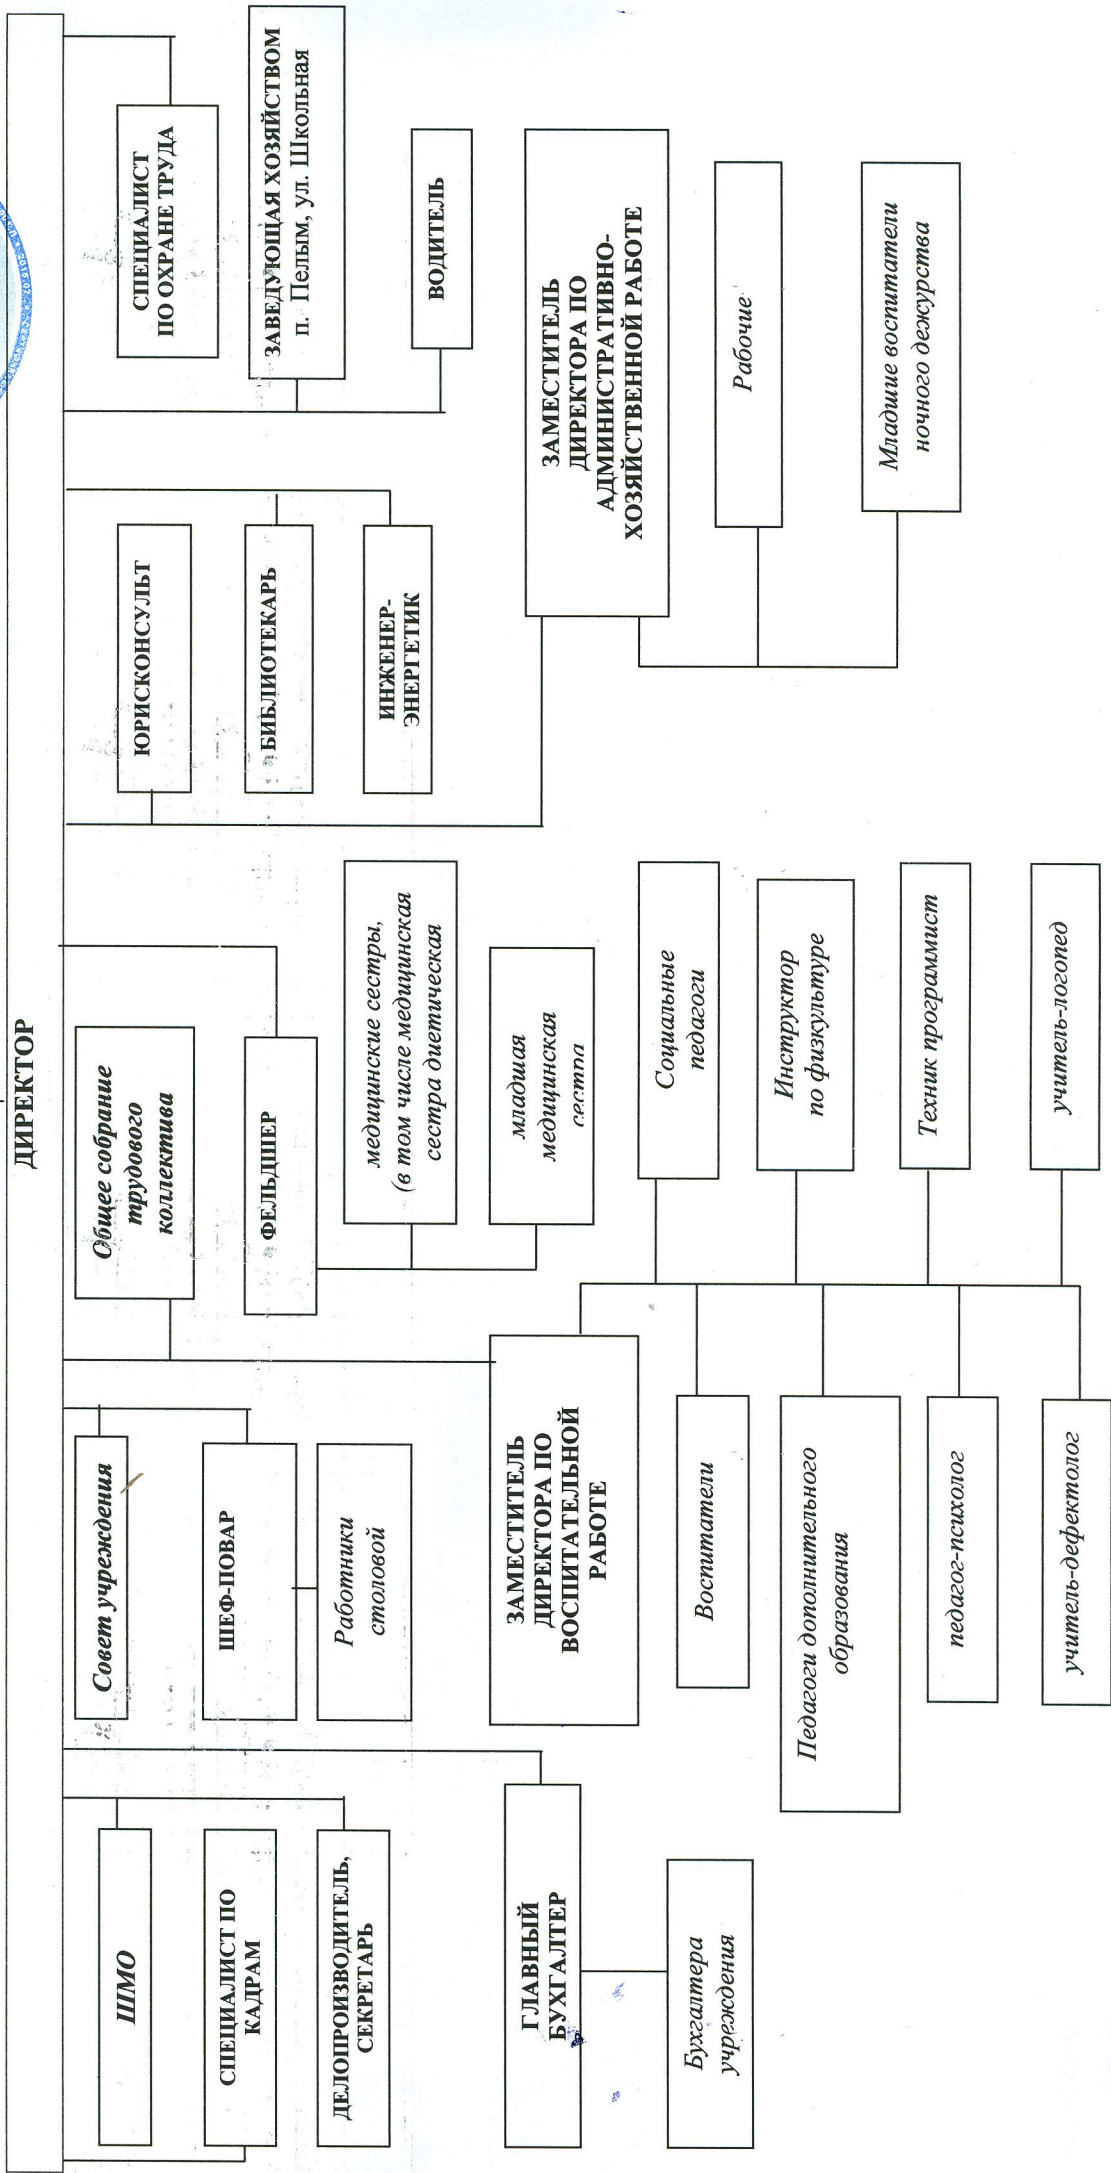 ДИРЕКТОР
ШМО
СПЕЦИАЛИСТ ПО
КАДРАМ
ДЕЛОПРОИЗВОДИТЕЛЬ,
СЕКРЕТАРЬ
ГЛАВНЫЙ
БУХГАЛТЕР
Бухгалтера
учреждения
Совет учреждения
ШЕФ-ПОВАР
Работники
столовой
ЗАМЕСТИТЕЛЬ
ДИРЕКТОРА ПО
ВОСПИТАТЕЛЬНОЙ
РАБОТЕ
Воспитатели
Педагоги дополнительного
образования
педагог-психолог
учитель-дефектолог
Общее собрание
трудового
коллектива
ФЕЛЬДШЕР
медицинские сестры,
(в том числе медицинская
сестра диетическая
младшая
медицинская
сестра
Социальные
педагоги
Инструктор
по физкультуре
Техник программист
учитель-логопед
ЮРИСКОНСУЛЬТ
БИБЛИОТЕКАРЬ
ИНЖЕНЕР-
ЭНЕРГЕТИК
СПЕЦИАЛИСТ
ПО ОХРАНЕ ТРУДА
ЗАВЕДУЮЩАЯ ХОЗЯЙСТВОМ
п. Пелым, ул. Школьная
ВОДИТЕЛЬ
ЗАМЕСТИТЕЛЬ
ДИРЕКТОРА ПО
АДМИНИСТРАТИВНО-
ХОЗЯЙСТВЕННОЙ РАБОТЕ
Рабочие
Младшие воспитатели
ночного дежурства